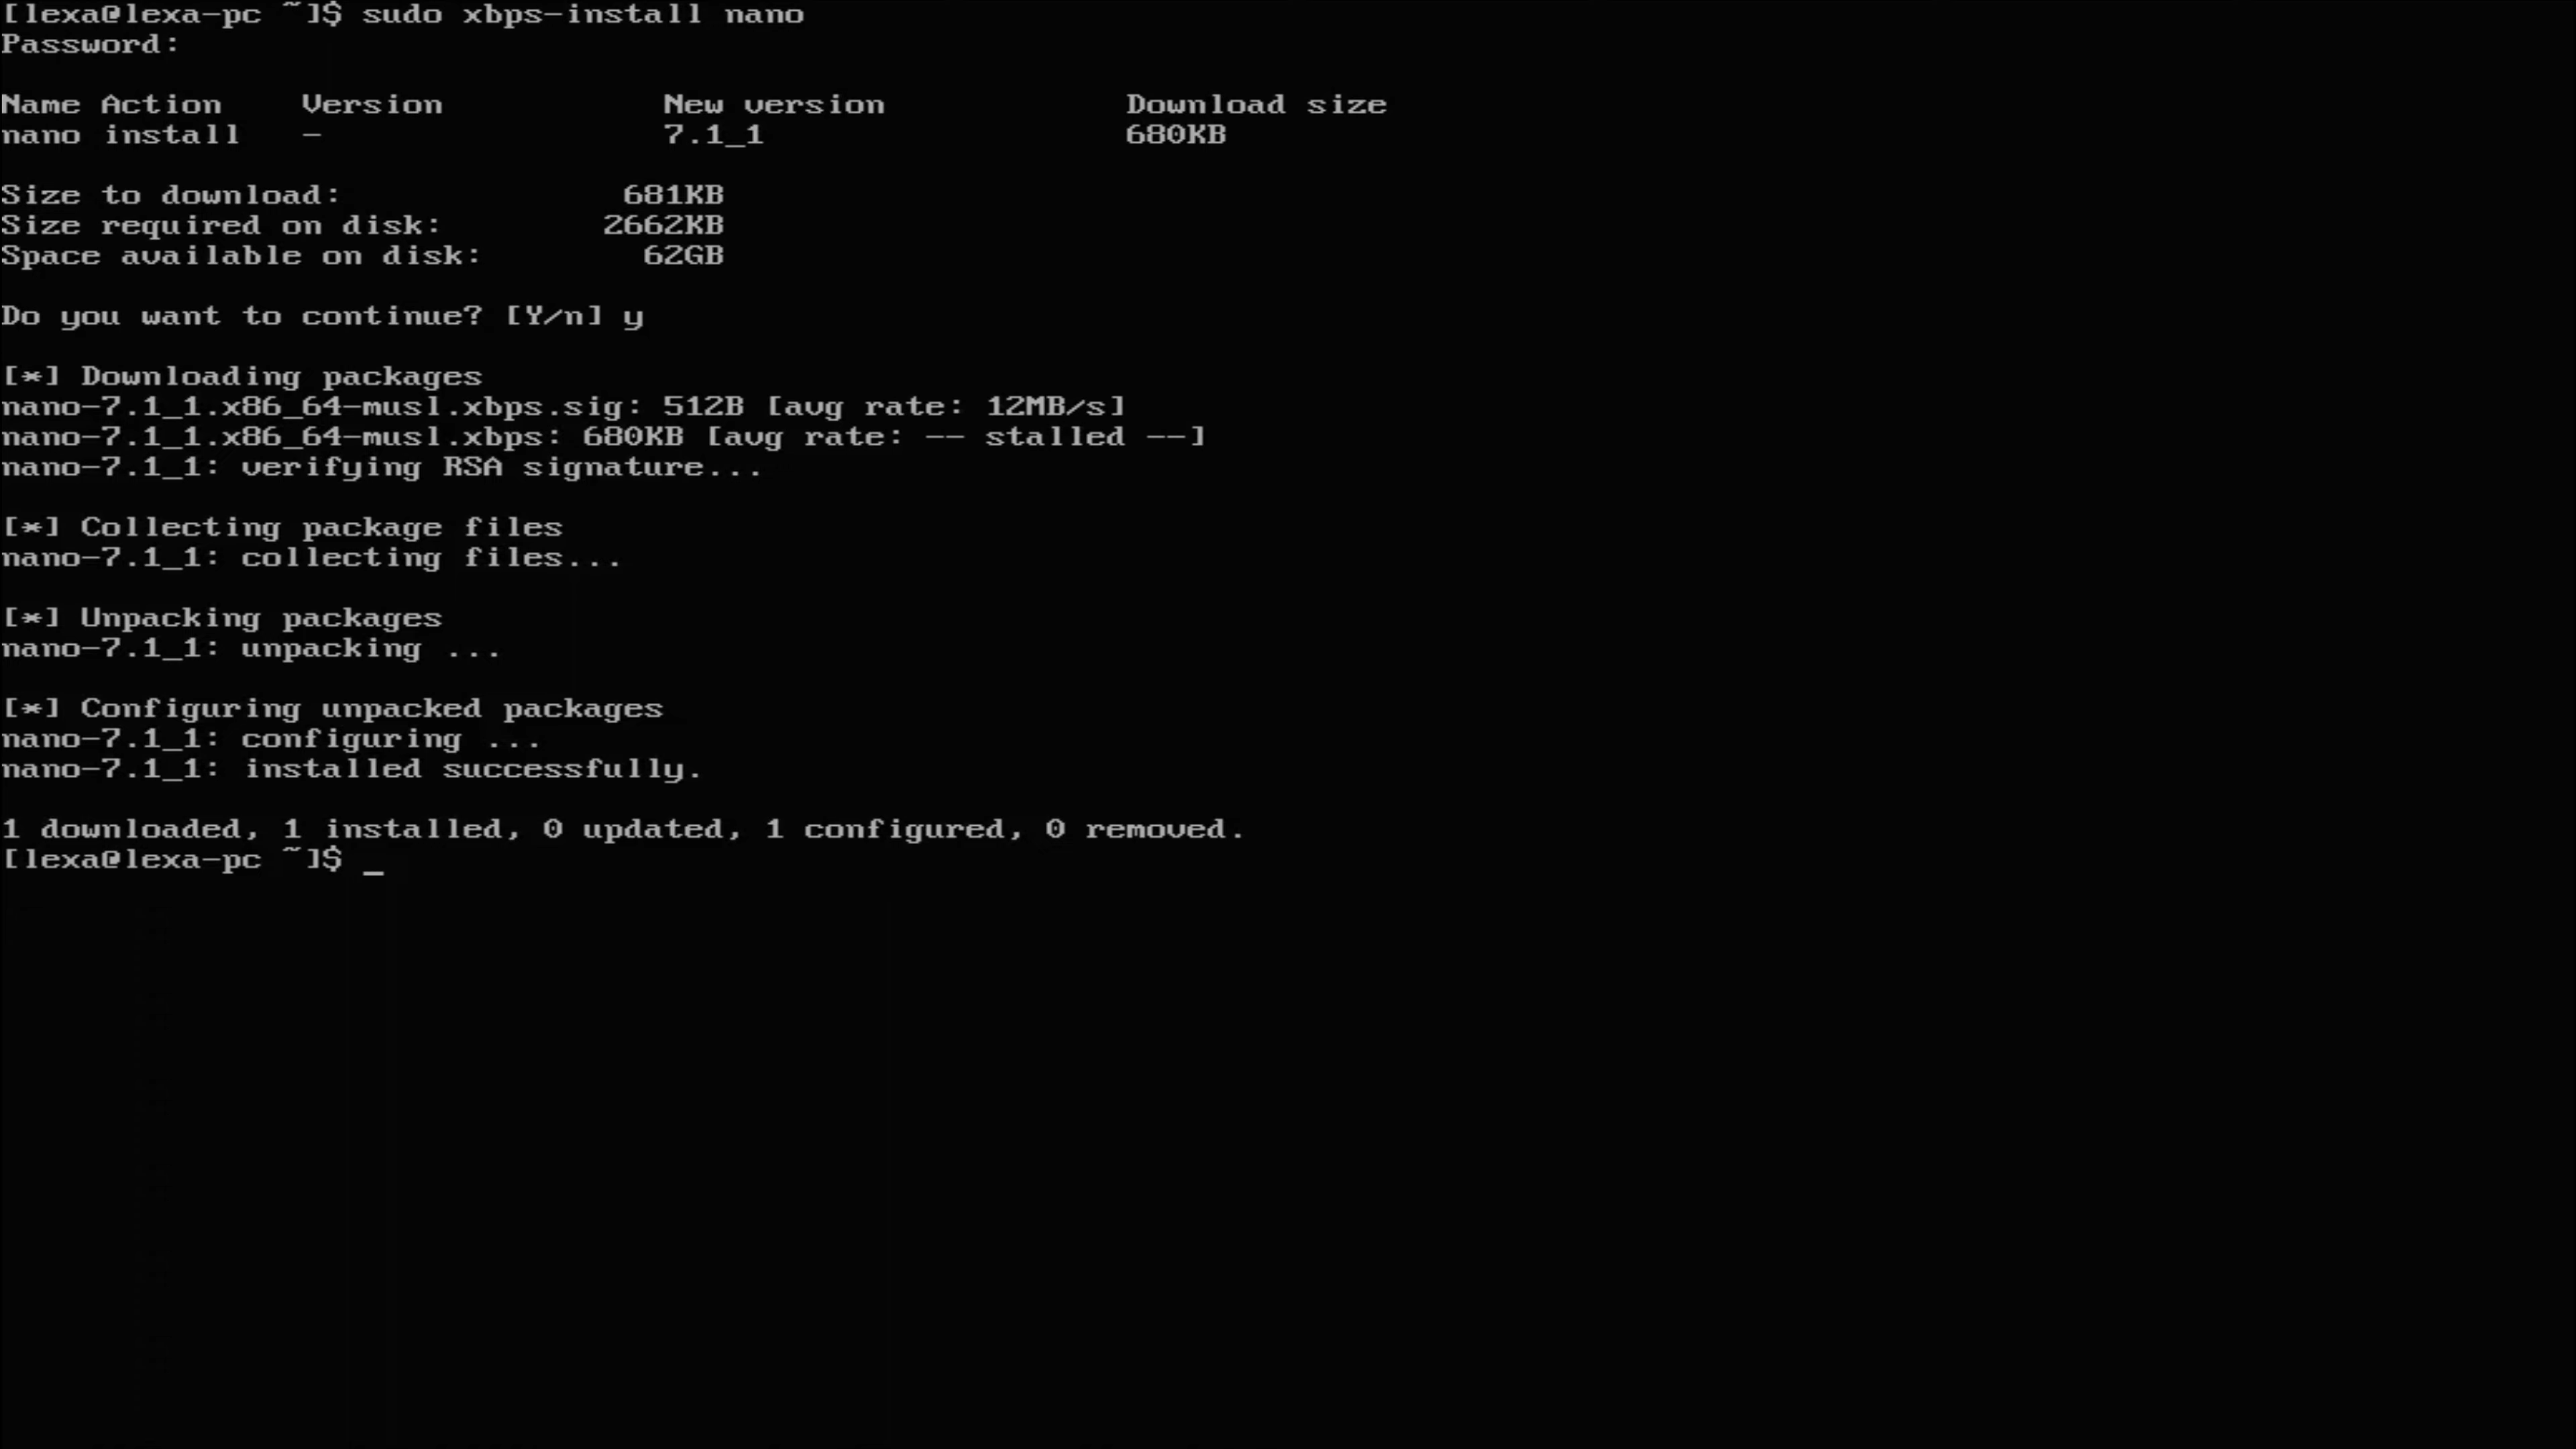 [lexa@lexa-pc ~]$ sudo xbps-install nano
Password:
Name Action    Version           New version            Download size
nano install   -                 7.1_1                  680KB
Size to download:              681KB
Size required on disk:        2662KB
Space available on disk:        62GB
Do you want to continue? [Y/n] y
[*] Downloading packages
nano-7.1_1.x86_64-musl.xbps.sig: 512B [avg rate: 12MB/s]
nano-7.1_1.x86_64-musl.xbps: 680KB [avg rate: -- stalled --]
nano-7.1_1: verifying RSA signature...
[*] Collecting package files
nano-7.1_1: collecting files...
[*] Unpacking packages
nano-7.1_1: unpacking ...
[*] Configuring unpacked packages
nano-7.1_1: configuring ...
nano-7.1_1: installed successfully.
1 downloaded, 1 installed, 0 updated, 1 configured, 0 removed.
[lexa@lexa-pc ~]$ _